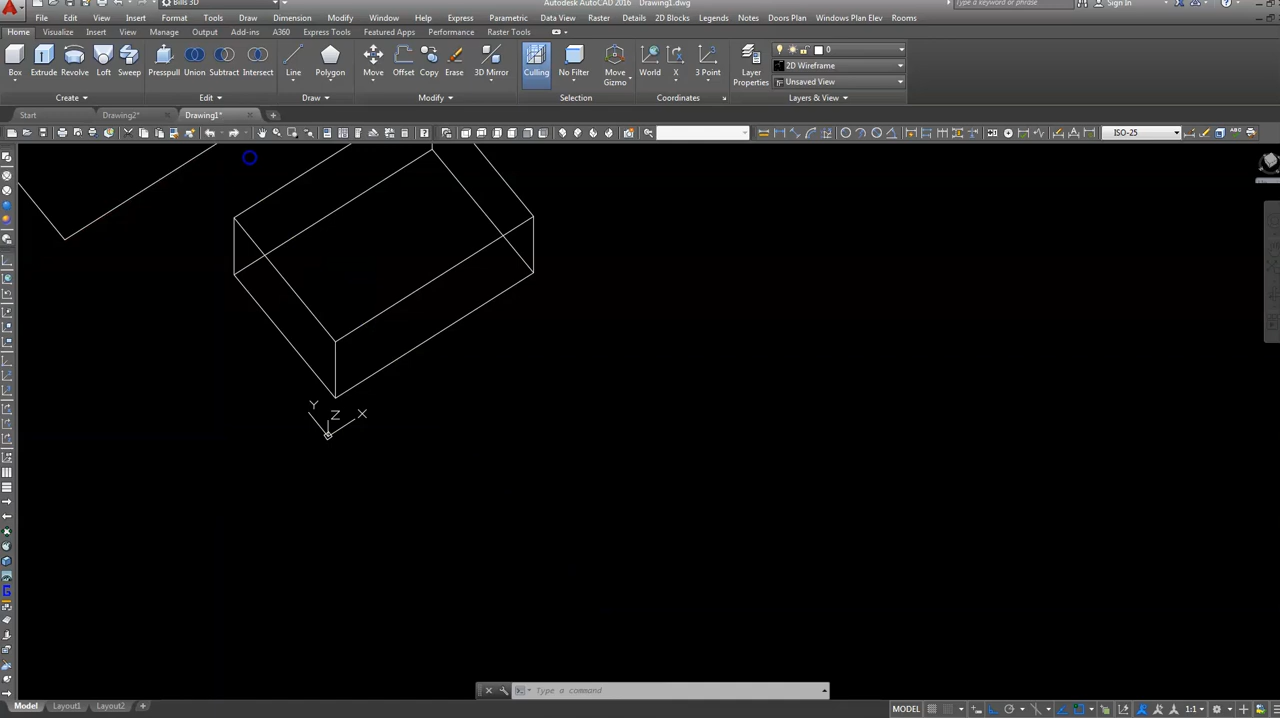 Bills 3D
Autodesk AutoCAD 2016 Drawing1.dwg
Type a keyword or phrase
Sign In
File Edit View Insert Format Tools Draw Dimension Modify Window Help Express Parametric Data View Raster Details 2D Blocks Legends Notes Doors Plan Windows Plan Elev Rooms
Home Visualize Insert View Manage Output Add-ins A360 Express Tools Featured Apps Performance Raster Tools
0
Box Extrude Revolve Loft Sweep Presspull Union Subtract Intersect Line Polygon Move Offset Copy Erase 3D Mirror Culling No Filter Move Gizmo World X 3 Point Layer Properties
2D Wireframe
Unsaved View
Create Edit Draw Modify Selection Coordinates Layers & View
Start Drawing2* Drawing1*
ISO-25
Y Z X
Type a command
Model Layout1 Layout2
MODEL 1:1